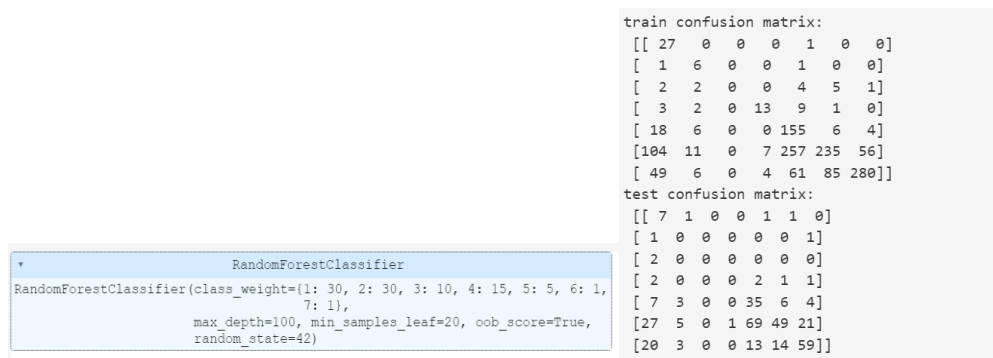 RandomForestClassifier
RandomForestClassifier(class_weight={1: 30, 2: 30, 3: 10, 4: 15, 5: 5, 6: 1,
7: 1},
max_depth=100, min_samples_leaf=20, oob_score=True,
random_state=42)
train confusion matrix:
[[ 27 0 0 0 1 0 0]
[ 1 6 0 0 1 0 0]
[ 2 2 0 0 4 5 1]
[ 3 2 0 13 9 1 0]
[ 18 6 0 0 155 6 4]
[104 11 0 7 257 235 56]
[ 49 6 0 4 61 85 280]]
test confusion matrix:
[[ 7 1 0 0 1 1 0]
[ 1 0 0 0 0 0 1]
[ 2 0 0 0 0 0 0]
[ 2 0 0 0 2 1 1]
[ 7 3 0 0 35 6 4]
[27 5 0 1 69 49 21]
[20 3 0 0 13 14 59]]